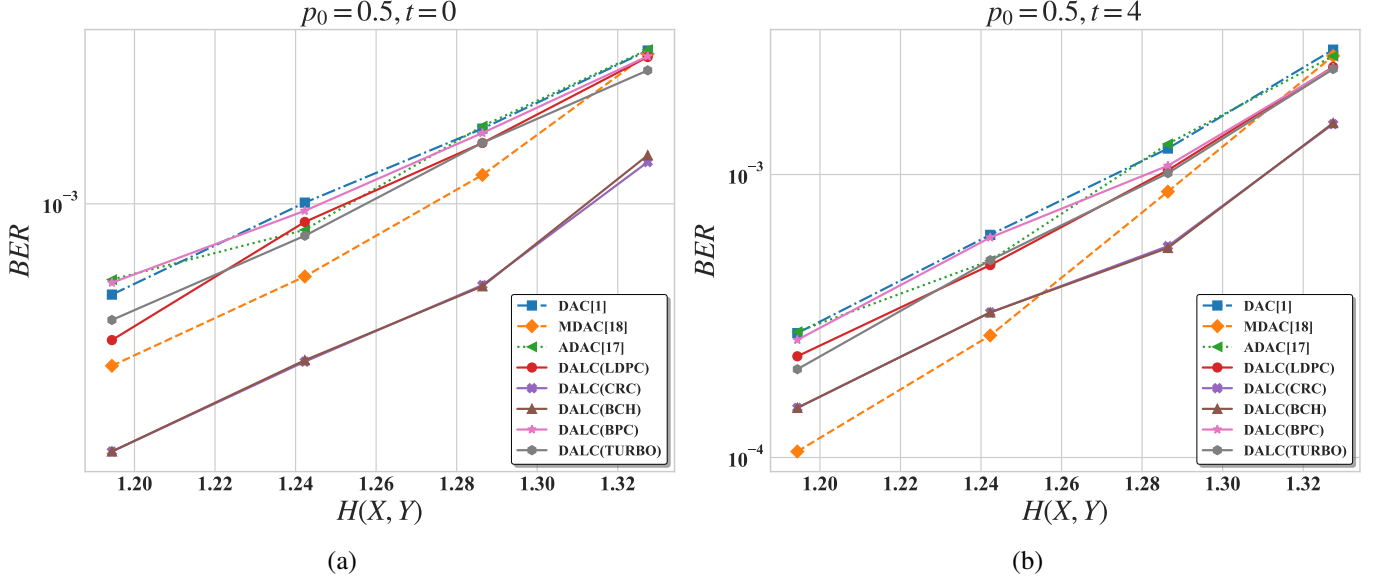 p₀ = 0.5, t = 0
10⁻³
BER
DAC[1]
MDAC[18]
ADAC[17]
DALC(LDPC)
DALC(CRC)
DALC(BCH)
DALC(BPC)
DALC(TURBO)
1.20 1.22 1.24 1.26 1.28 1.30 1.32
H(X, Y)
(a)
p₀ = 0.5, t = 4
10⁻³
10⁻⁴
BER
DAC[1]
MDAC[18]
ADAC[17]
DALC(LDPC)
DALC(CRC)
DALC(BCH)
DALC(BPC)
DALC(TURBO)
1.20 1.22 1.24 1.26 1.28 1.30 1.32
H(X, Y)
(b)